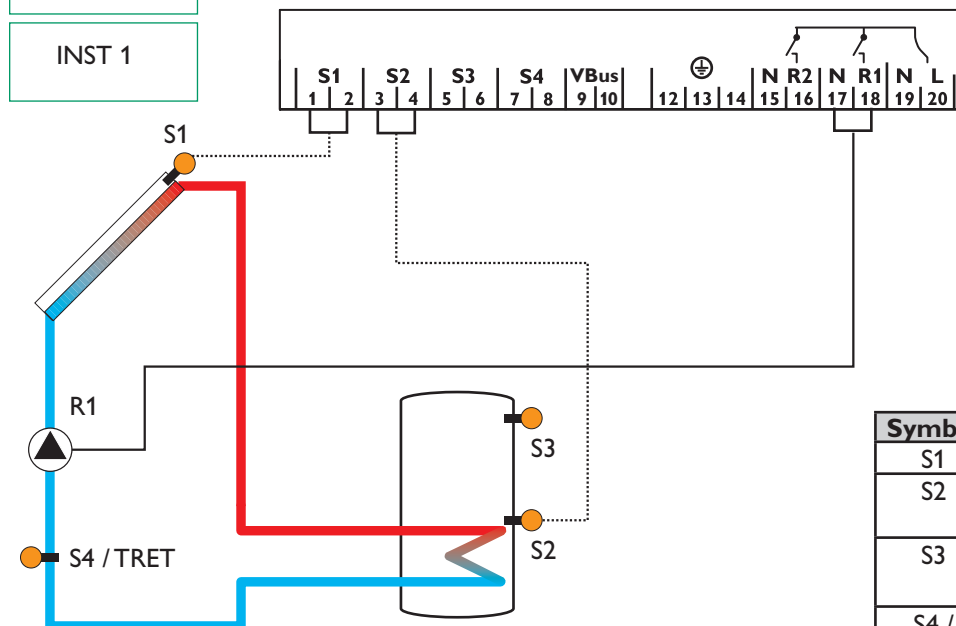 INST 1
S1 S2 S3 S4 VBus N R2 N R1 N L
1 2 3 4 5 6 7 8 9 10 12 13 14 15 16 17 18 19 20
S1
R1
S3
S2
S4 / TRET
Symb
S1
S2
S3
S4 /